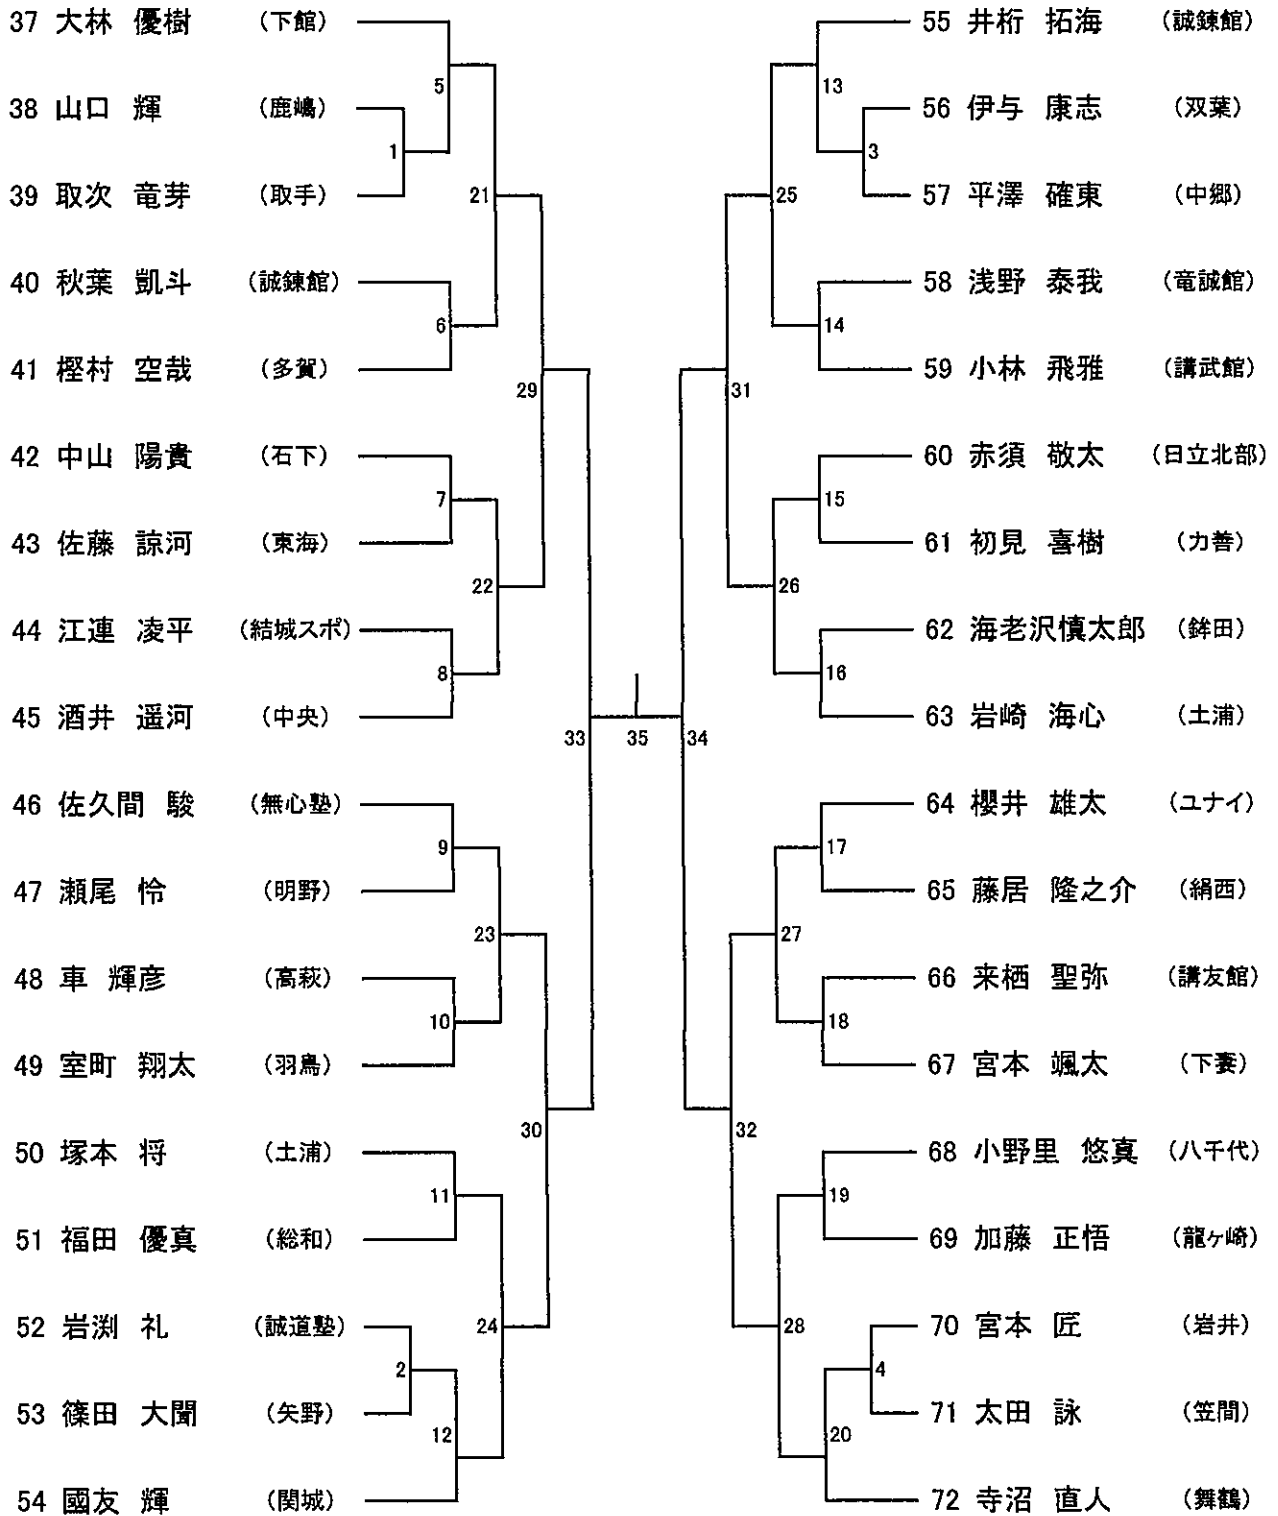 37 大林 優樹 (下館)
38 山口 輝 (鹿嶋)
39 取次 竜芽 (取手)
40 秋葉 凱斗 (誠錬館)
41 樫村 空哉 (多賀)
42 中山 陽貴 (石下)
43 佐藤 諒河 (東海)
44 江連 凌平 (結城スポ)
45 酒井 遥河 (中央)
46 佐久間 駿 (無心塾)
47 瀬尾 怜 (明野)
48 車 輝彦 (高萩)
49 室町 翔太 (羽鳥)
50 塚本 将 (土浦)
51 福田 優真 (総和)
52 岩渕 礼 (誠道塾)
53 篠田 大聞 (矢野)
54 國友 輝 (関城)
5
1
21
6
29
7
22
8
33
9
23
10
30
11
24
2
12
35
34
13
3
25
14
31
15
26
16
17
27
18
32
19
28
4
20
55 井桁 拓海 (誠錬館)
56 伊与 康志 (双葉)
57 平澤 確東 (中郷)
58 浅野 泰我 (竜誠館)
59 小林 飛雅 (講武館)
60 赤須 敬太 (日立北部)
61 初見 喜樹 (力善)
62 海老沢慎太郎 (鉾田)
63 岩崎 海心 (土浦)
64 櫻井 雄太 (ユナイ)
65 藤居 隆之介 (絹西)
66 来栖 聖弥 (講友館)
67 宮本 颯太 (下妻)
68 小野里 悠真 (八千代)
69 加藤 正悟 (龍ヶ崎)
70 宮本 匠 (岩井)
71 太田 詠 (笠間)
72 寺沼 直人 (舞鶴)